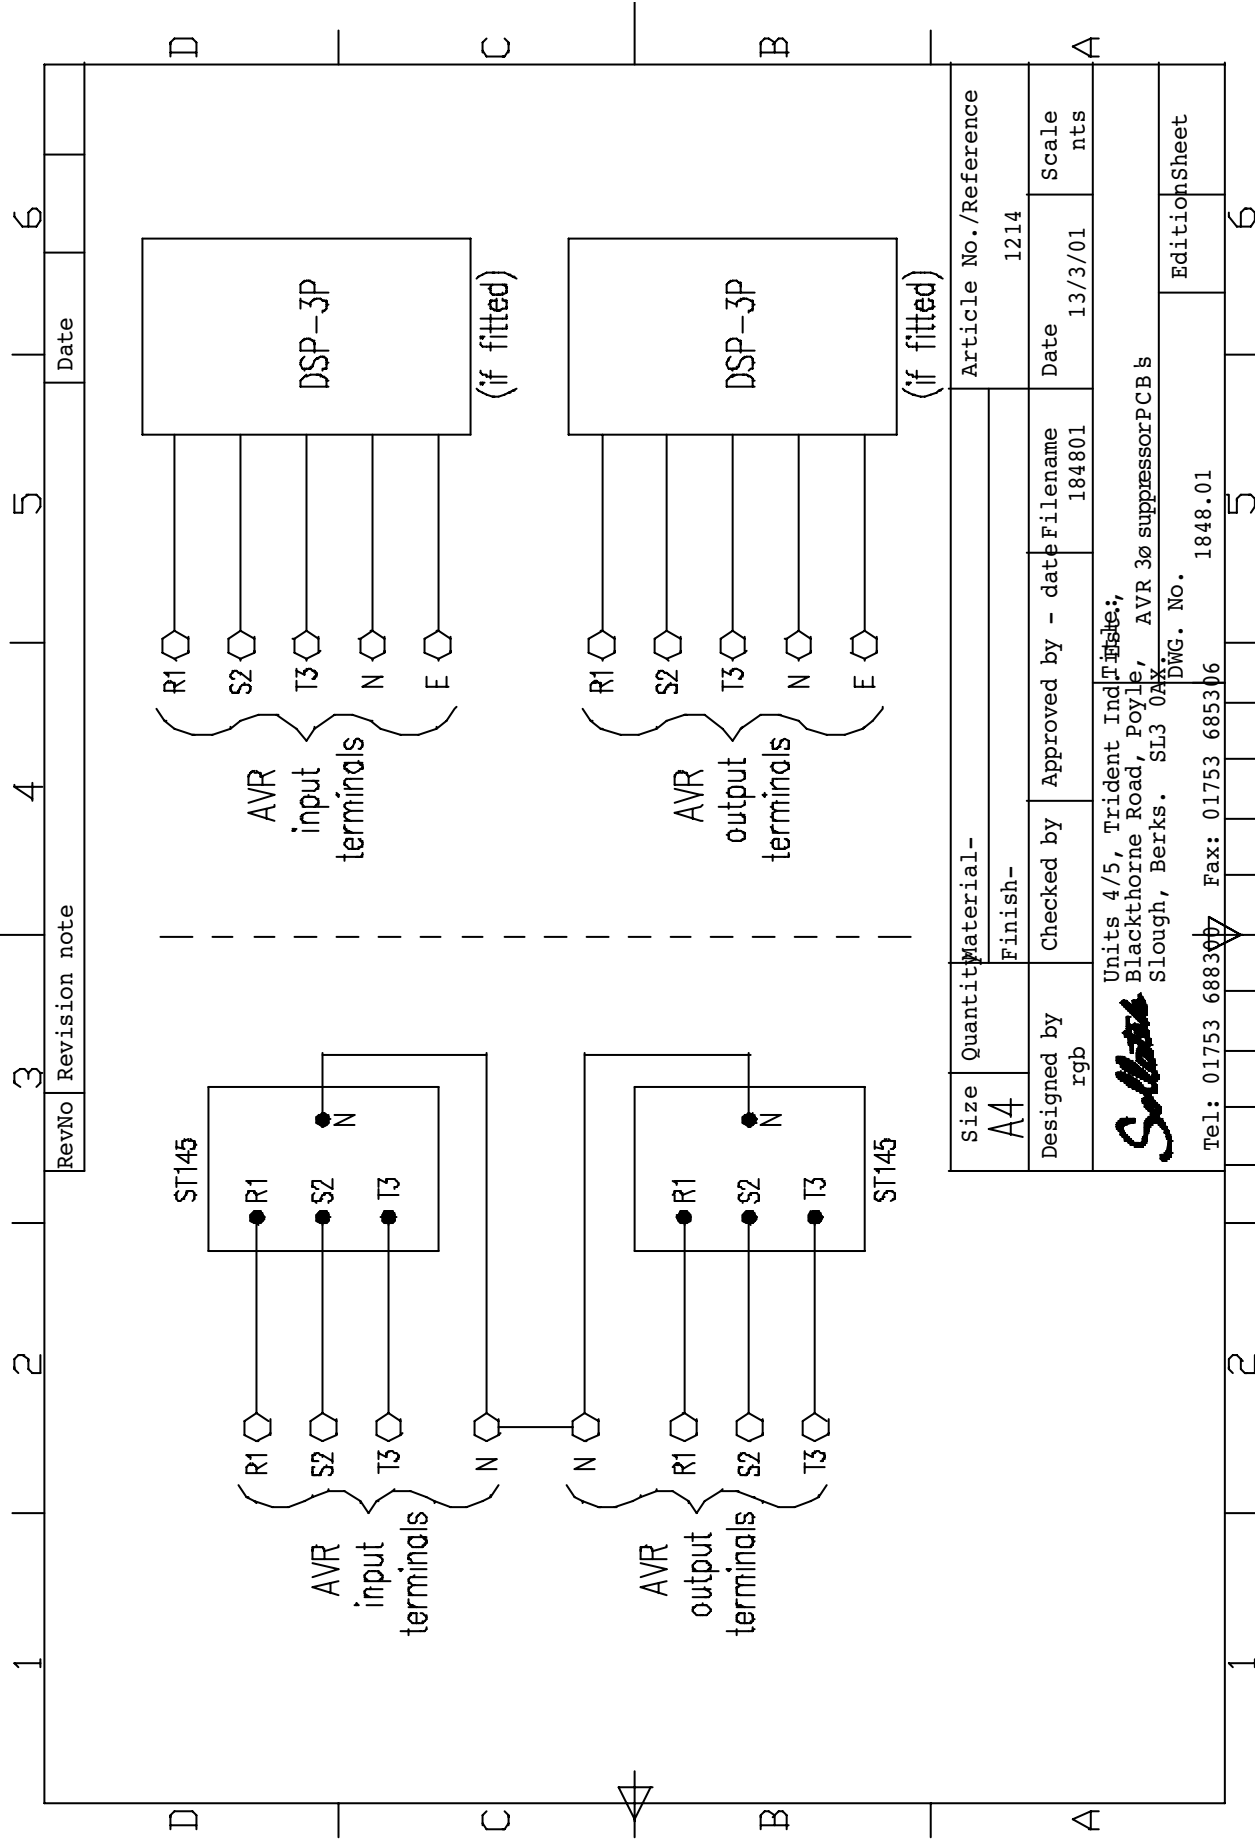 1 2 3 4 5 6
RevNo Revision note Date
D
C
B
A
D
C
B
A
ST145
R1
S2
T3
N
R1
S2
T3
N
AVR
input
terminals
N
R1
S2
T3
AVR
output
terminals
R1
S2
T3
N
ST145
R1
S2
T3
N
E
AVR
input
terminals
DSP-3P
(if fitted)
R1
S2
T3
N
E
AVR
output
terminals
DSP-3P
(if fitted)
Size
A4
Quantity
Material-
Finish-
Article No./Reference
1214
Designed by
rgb
Checked by
Approved by - date
Filename
184801
Date
13/3/01
Scale
nts
Sollatek
Units 4/5, Trident Ind. Est.,
Blackthorne Road, Poyle,
Slough, Berks. SL3 0AX.
Tel: 01753 688300 Fax: 01753 685306
Title:
AVR 3ø suppressor PCB's
DWG. No.
1848.01
Edition
Sheet
1 2 5 6